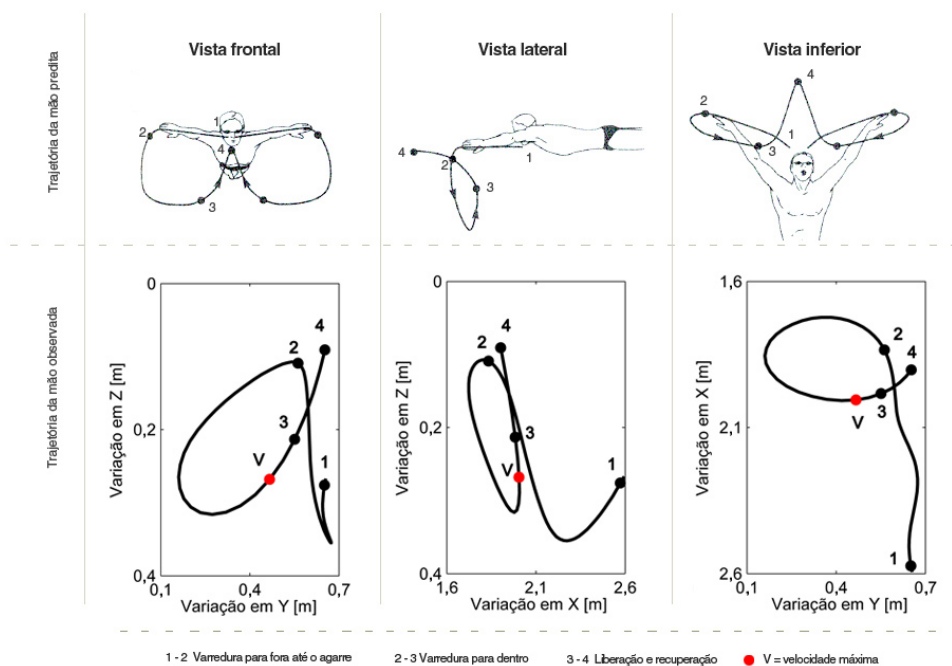 Vista frontal
Vista lateral
Vista inferior
Trajetória da mão predita
1
2
4
3
4
2
1
3
4
2
1
3
Trajetória da mão observada
0
0,2
0,4
Variação em Z [m]
0,1 0,4 0,7
Variação em Y [m]
4
2
3
V
1
0
0,2
0,4
Variação em Z [m]
1,6 2,1 2,6
Variação em X [m]
2 4
3
V
1
1,6
2,1
2,6
Variação em X [m]
0,1 0,4 0,7
Variação em Y [m]
2
4
3
V
1
1 - 2 Varredura para fora até o agarre
2 - 3 Varredura para dentro
3 - 4 Liberação e recuperação
V = velocidade máxima